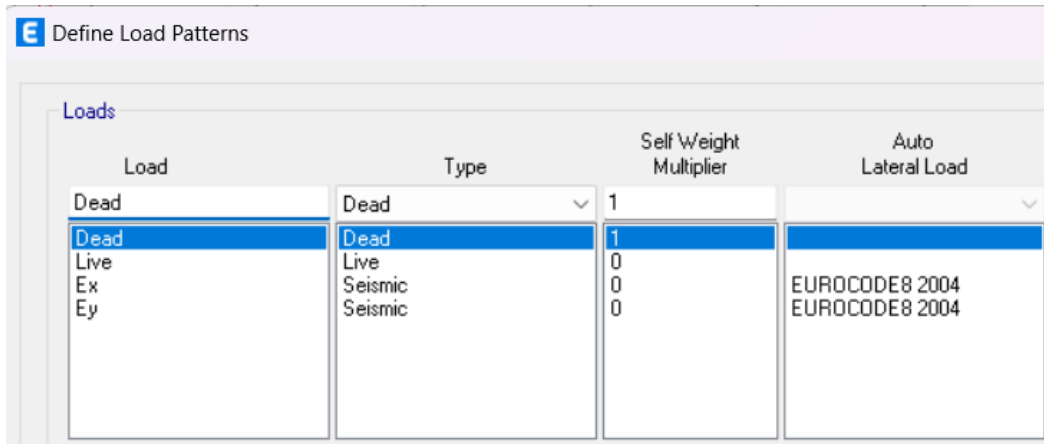 E Define Load Patterns
Loads
Load Type Self Weight Multiplier Auto Lateral Load
Dead Dead 1
Dead Dead 1
Live Live 0
Ex Seismic 0 EUROCODE8 2004
Ey Seismic 0 EUROCODE8 2004